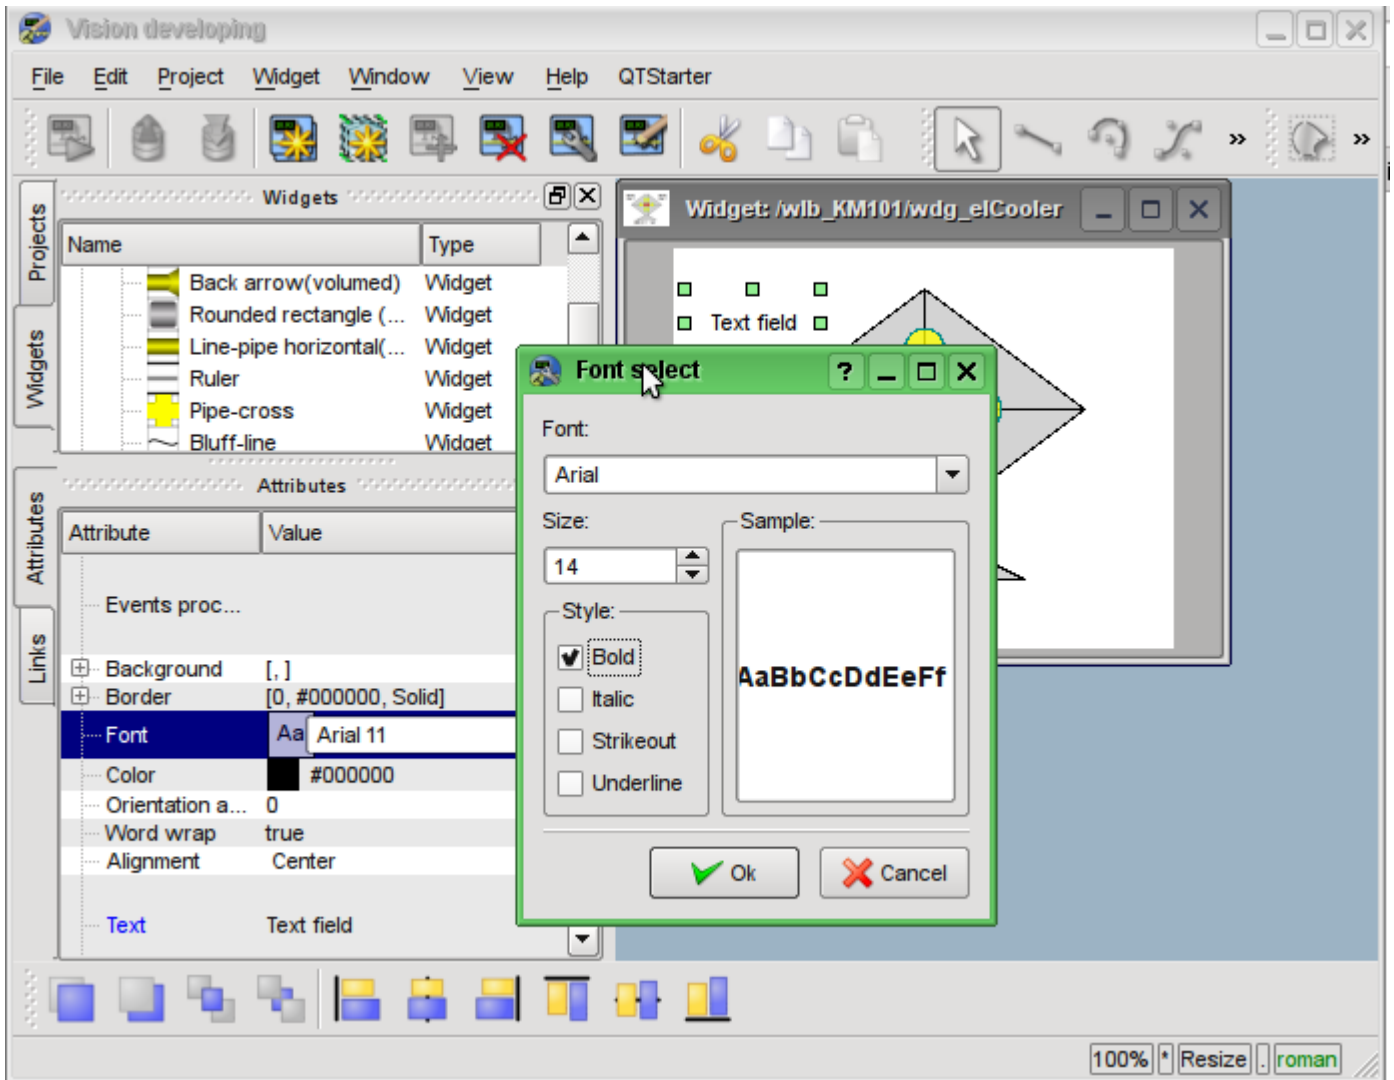 Vision developing
File Edit Project Widget Window View Help QTStarter
» »
Projects
Widgets
Widgets
Name Type
Back arrow(volumed) Widget
Rounded rectangle (... Widget
Line-pipe horizontal(... Widget
Ruler Widget
Pipe-cross Widget
Bluff-line Widget
Widget: /wlb_KM101/wdg_elCooler
Text field
Attributes
Links
Attributes
Attribute Value
Events proc...
Background [, ]
Border [0, #000000, Solid]
Font Aa Arial 11
Color #000000
Orientation a... 0
Word wrap true
Alignment Center
Text Text field
Font select
Font:
Arial
Size:
14
Style:
Bold
Italic
Strikeout
Underline
Sample:
AaBbCcDdEeFf
Ok Cancel
100% * Resize . roman